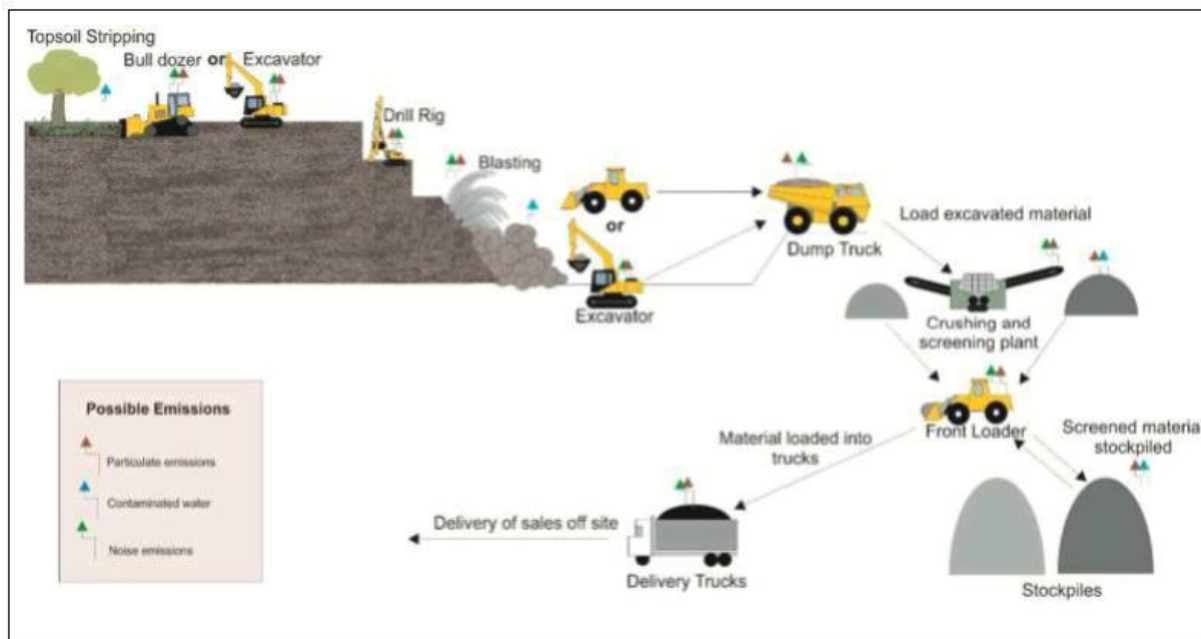 Topsoil Stripping
Bull dozer or Excavator
Drill Rig
Blasting
or
Excavator
Dump Truck
Load excavated material
Crushing and
screening plant
Front Loader
Screened material
stockpiled
Material loaded into
trucks
Delivery of sales off site
Delivery Trucks
Stockpiles
Possible Emissions
Particulate emissions
Contaminated water
Noise emissions